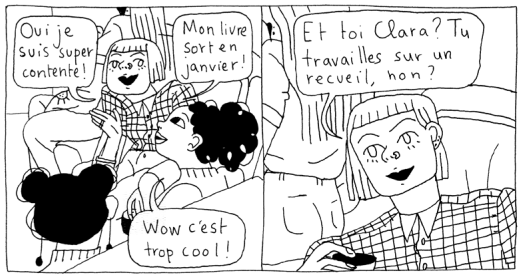 Oui je
suis super
contente!
Mon livre
sort en
janvier!
Wow c'est
trop cool!
Et toi Clara? Tu
travailles sur un
recueil, non?